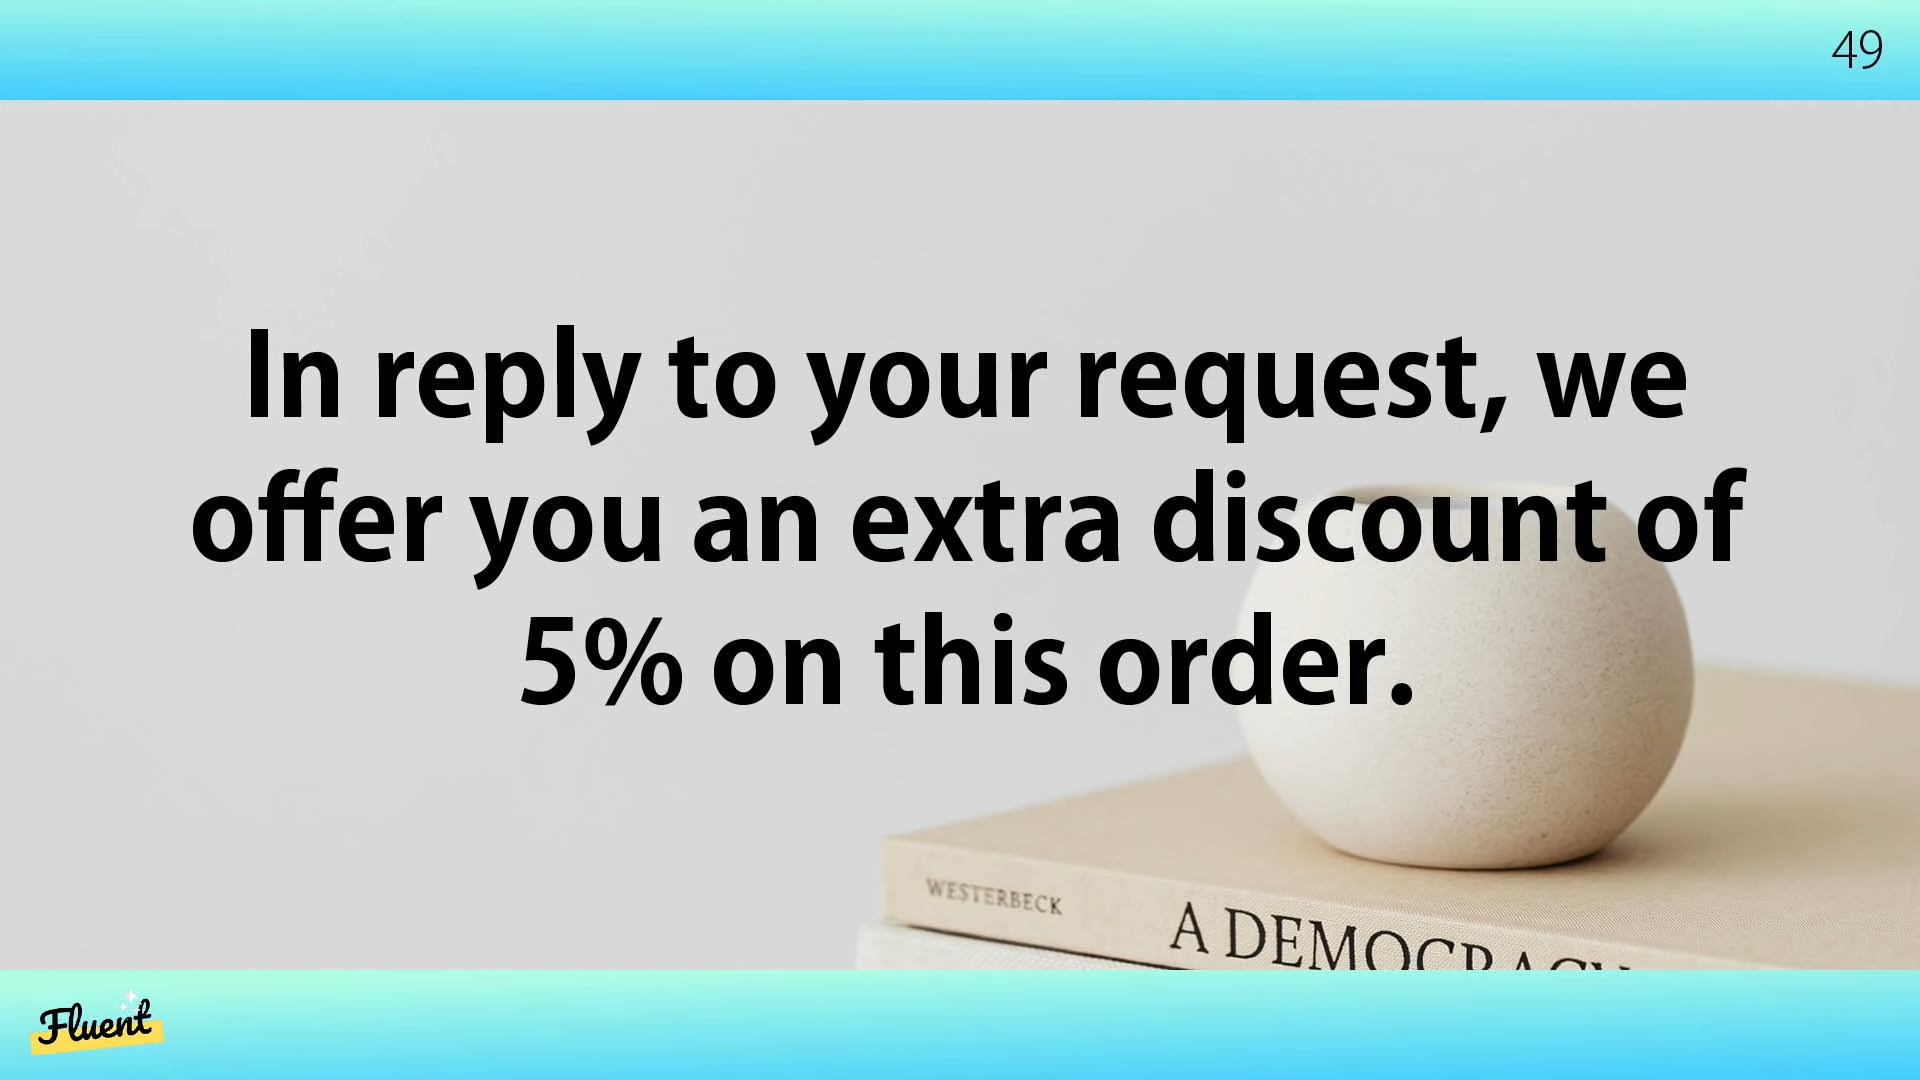 49
In reply to your request, we
offer you an extra discount of
5% on this order.
WESTERBECK
A DEMOCRACY
Fluent